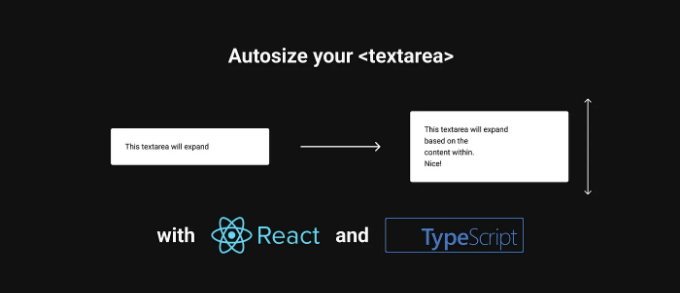 Autosize your <textarea>
This textarea will expand
This textarea will expand
based on the
content within.
Nice!
with React and TypeScript